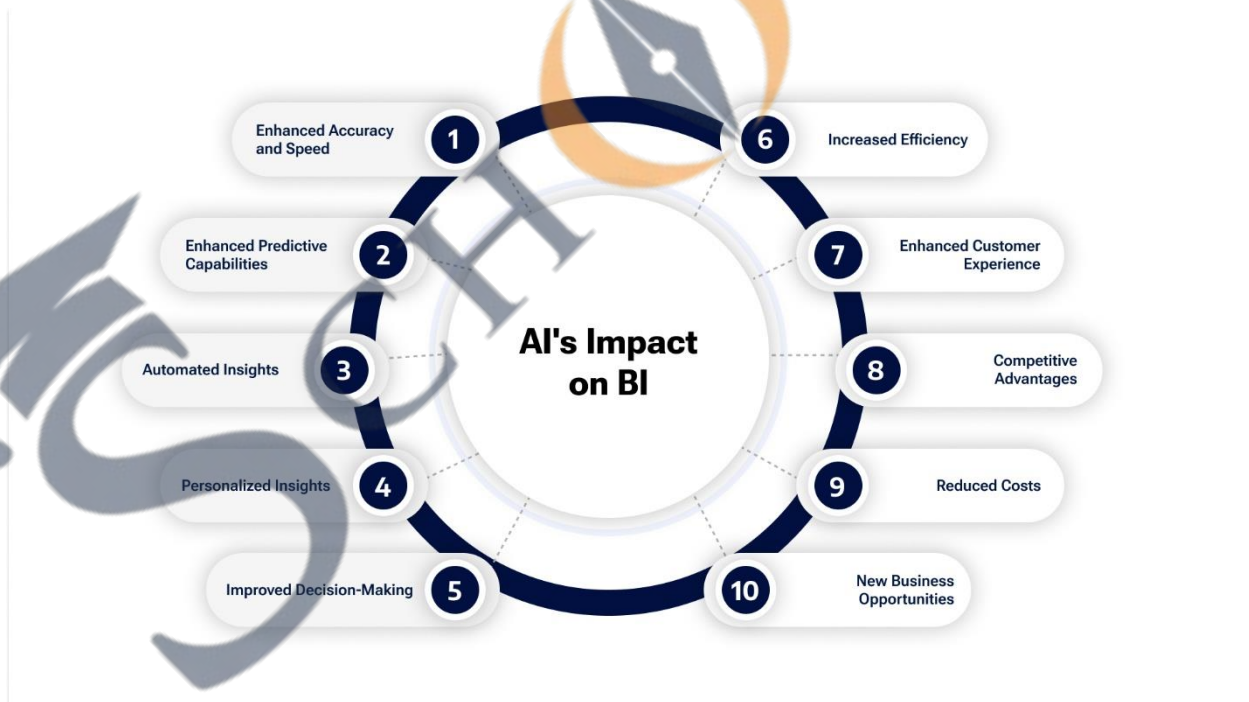 AI's Impact
on BI
1
Enhanced Accuracy
and Speed
2
Enhanced Predictive
Capabilities
3
Automated Insights
4
Personalized Insights
5
Improved Decision-Making
6
Increased Efficiency
7
Enhanced Customer
Experience
8
Competitive
Advantages
9
Reduced Costs
10
New Business
Opportunities